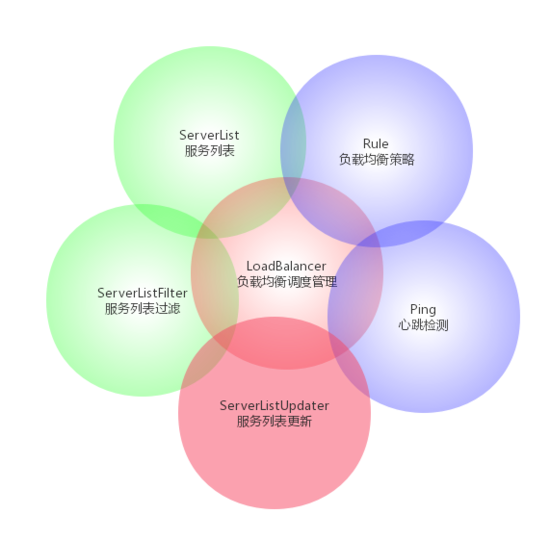 ServerList
服务列表
Rule
负载均衡策略
LoadBalancer
负载均衡调度管理
ServerListFilter
服务列表过滤
Ping
心跳检测
ServerListUpdater
服务列表更新